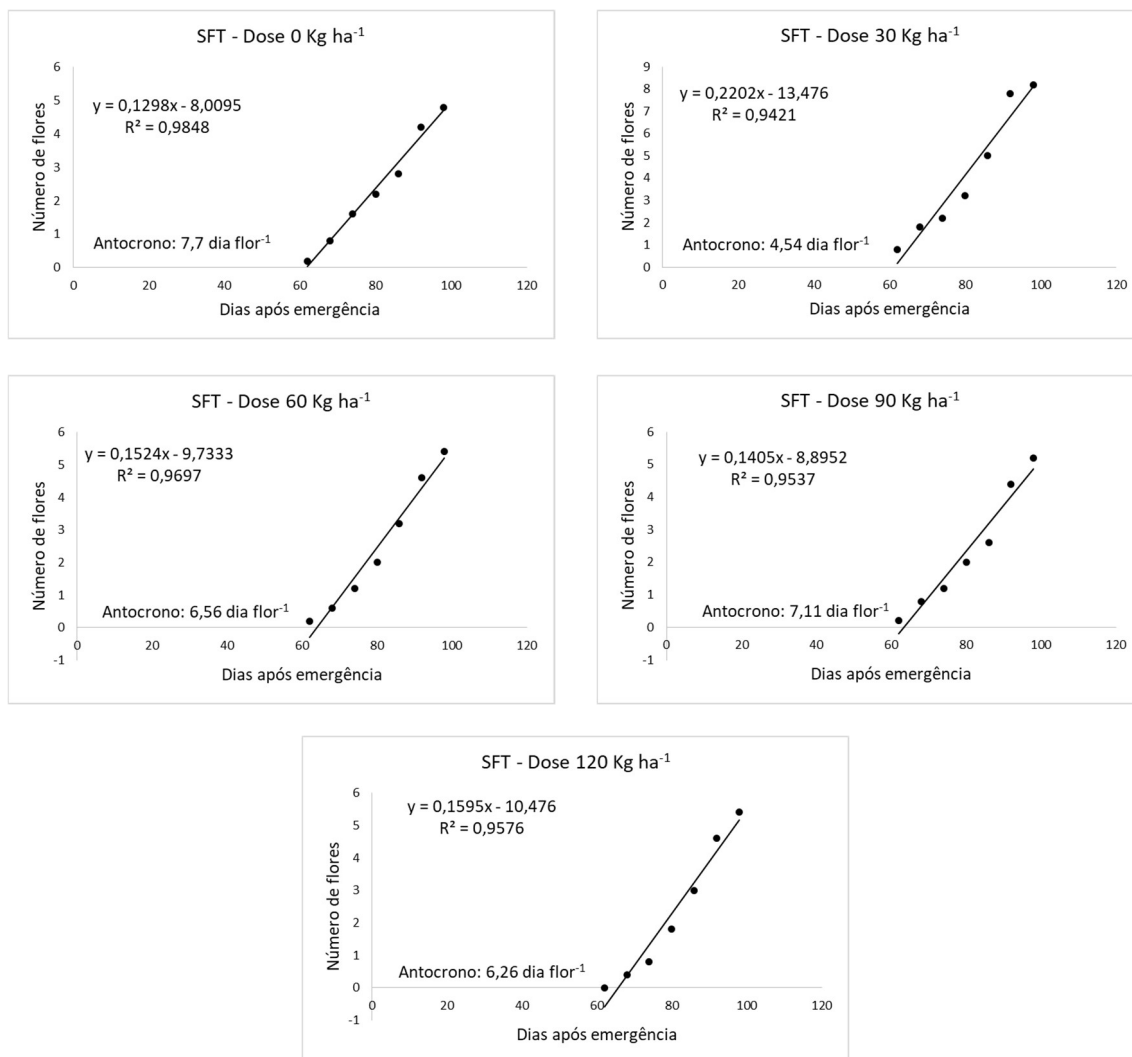 SFT - Dose 0 Kg ha⁻¹
Número de flores
6
5
4
3
2
1
0
y = 0,1298x - 8,0095
R² = 0,9848
Antocrono: 7,7 dia flor⁻¹
0 20 40 60 80 100 120
Dias após emergência
SFT - Dose 30 Kg ha⁻¹
Número de flores
9
8
7
6
5
4
3
2
1
0
y = 0,2202x - 13,476
R² = 0,9421
Antocrono: 4,54 dia flor⁻¹
0 20 40 60 80 100 120
Dias após emergência
SFT - Dose 60 Kg ha⁻¹
Número de flores
6
5
4
3
2
1
0
-1
y = 0,1524x - 9,7333
R² = 0,9697
Antocrono: 6,56 dia flor⁻¹
0 20 40 60 80 100 120
Dias após emergência
SFT - Dose 90 Kg ha⁻¹
Número de flores
6
5
4
3
2
1
0
-1
y = 0,1405x - 8,8952
R² = 0,9537
Antocrono: 7,11 dia flor⁻¹
0 20 40 60 80 100 120
Dias após emergência
SFT - Dose 120 Kg ha⁻¹
Número de flores
6
5
4
3
2
1
0
-1
y = 0,1595x - 10,476
R² = 0,9576
Antocrono: 6,26 dia flor⁻¹
0 20 40 60 80 100 120
Dias após emergência